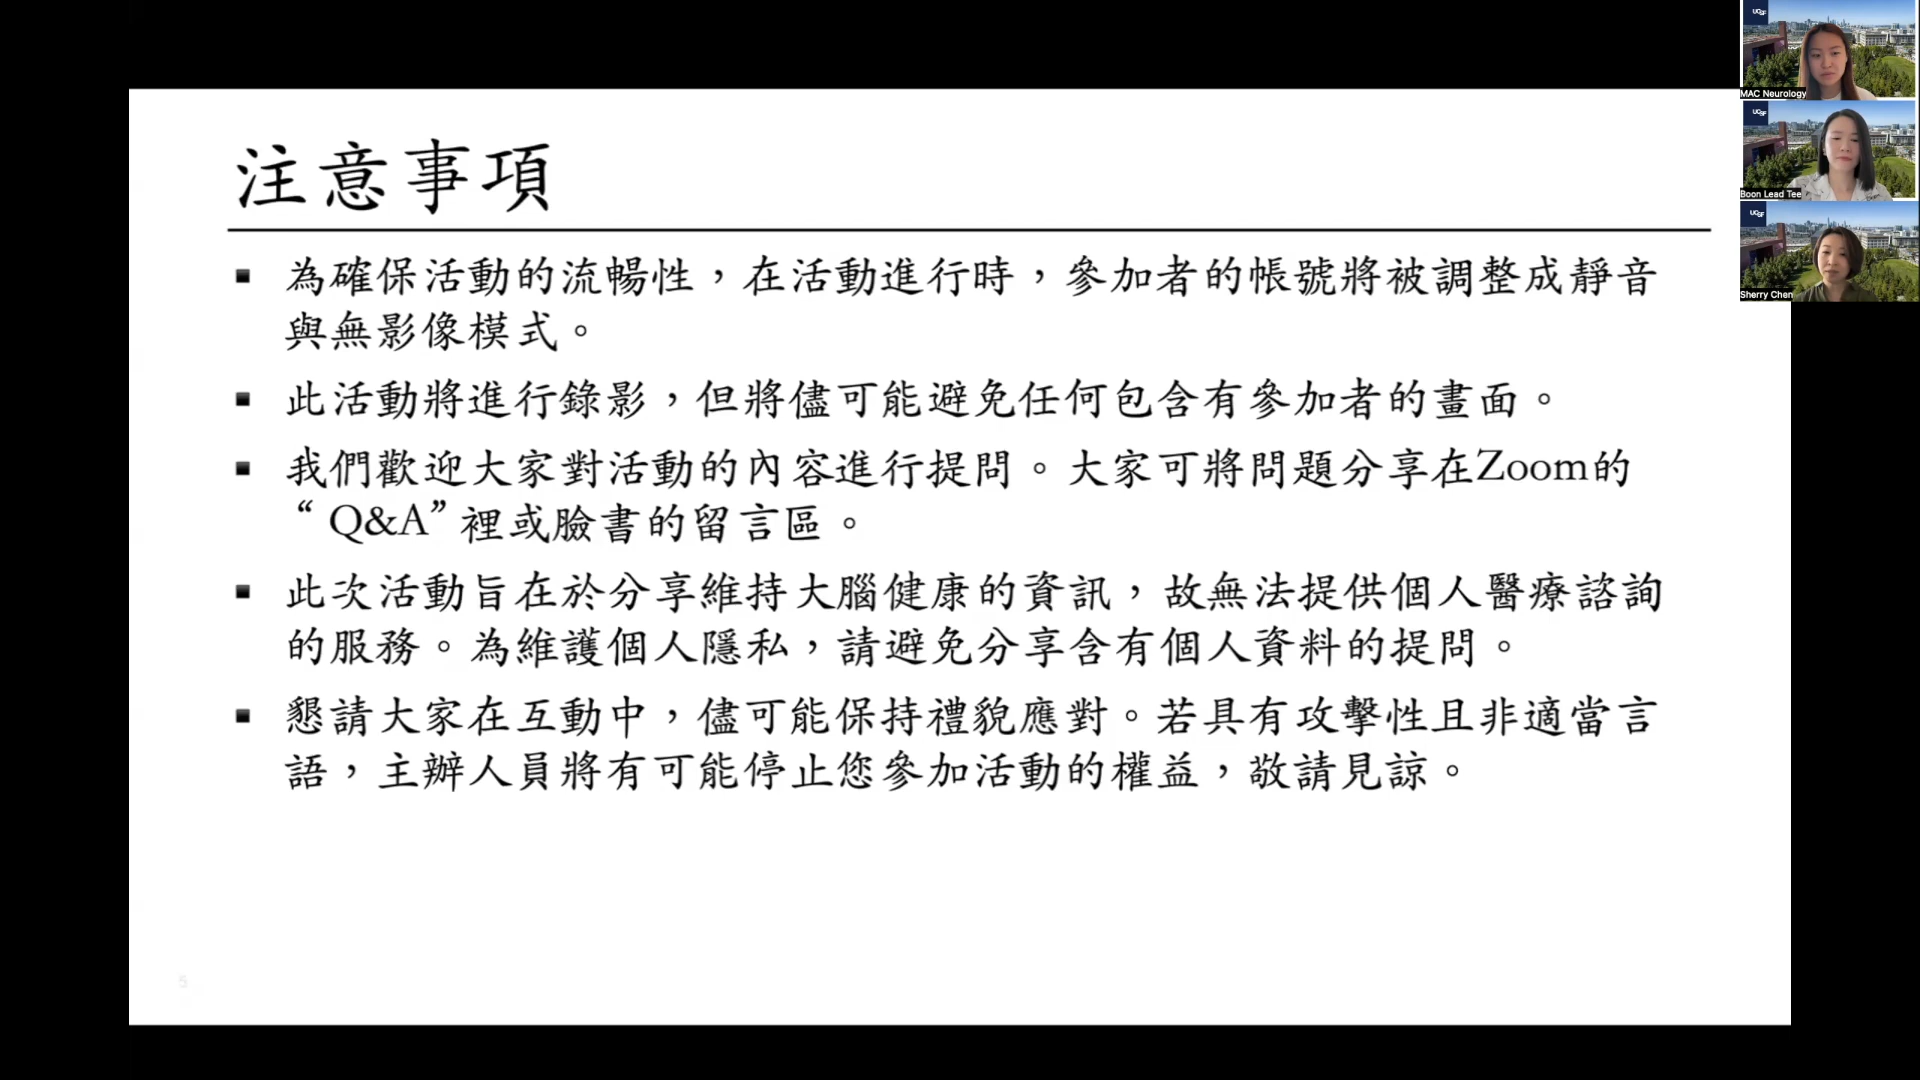 注意事項
▪ 為確保活動的流暢性，在活動進行時，參加者的帳號將被調整成靜音
與無影像模式。
▪ 此活動將進行錄影，但將儘可能避免任何包含有參加者的畫面。
▪ 我們歡迎大家對活動的內容進行提問。大家可將問題分享在Zoom的
“ Q&A” 裡或臉書的留言區。
▪ 此次活動旨在於分享維持大腦健康的資訊，故無法提供個人醫療諮詢
的服務。為維護個人隱私，請避免分享含有個人資料的提問。
▪ 懇請大家在互動中，儘可能保持禮貌應對。若具有攻擊性且非適當言
語，主辦人員將有可能停止您參加活動的權益，敬請見諒。
5
UCSF
MAC Neurology
UCSF
Boon Lead Tee
UCSF
Sherry Chen